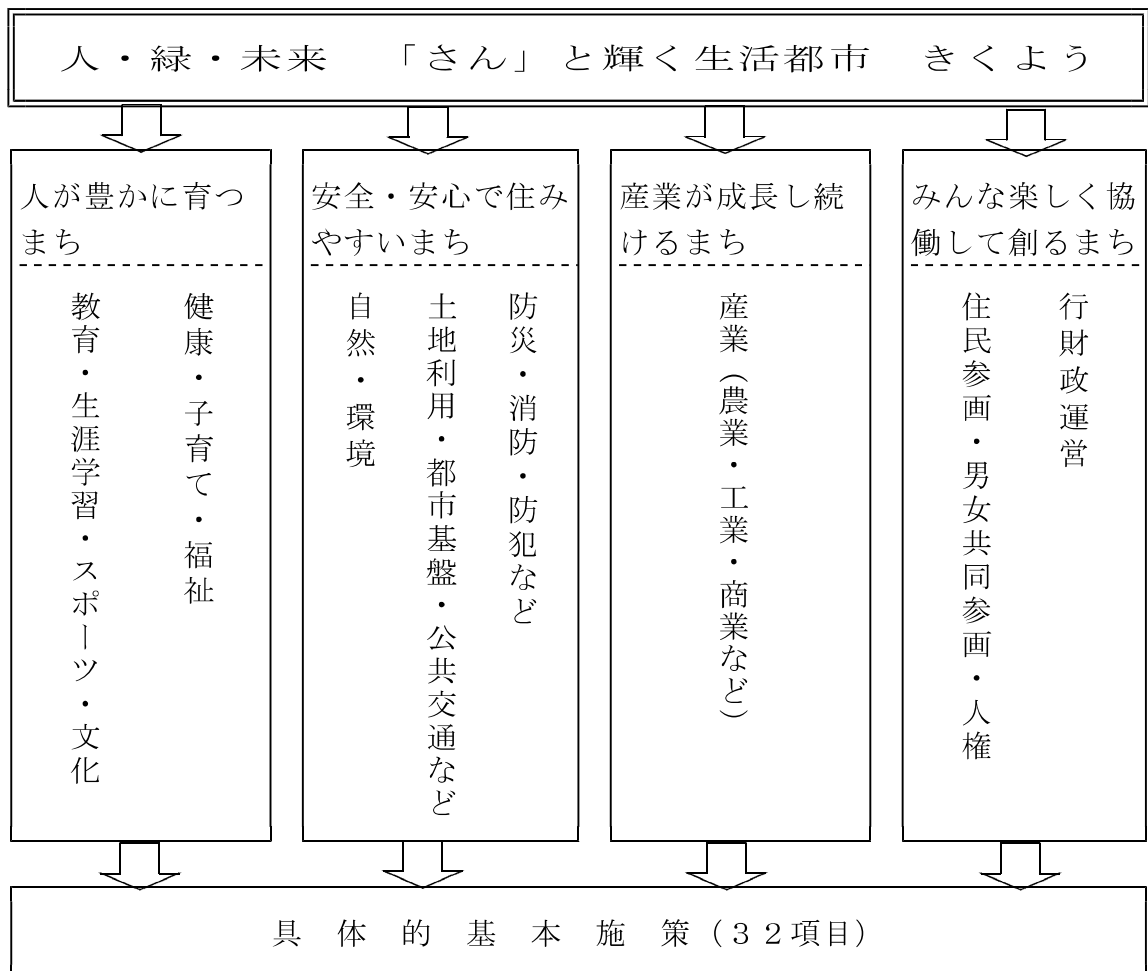 人・緑・未来　「さん」と輝く生活都市　きくよう
人が豊かに育つ
まち
健康・子育て・福祉
教育・生涯学習・スポーツ・文化
安全・安心で住み
やすいまち
防災・消防・防犯など
土地利用・都市基盤・公共交通など
自然・環境
産業が成長し続
けるまち
産業（農業・工業・商業など）
みんな楽しく協
働して創るまち
行財政運営
住民参画・男女共同参画・人権
具体的基本施策（３２項目）